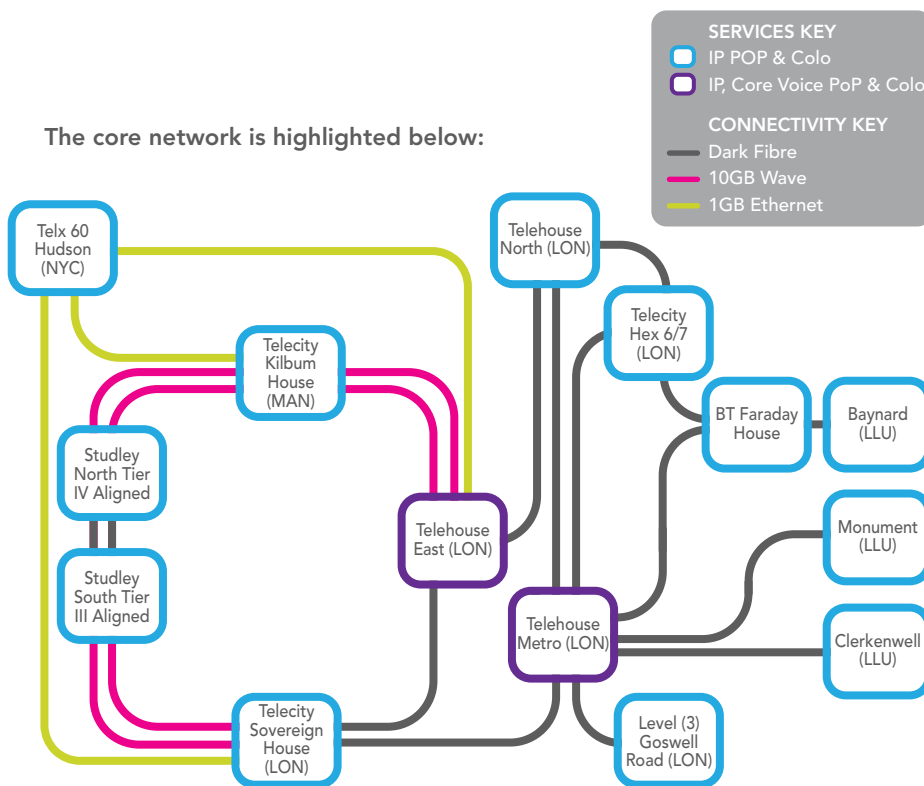 SERVICES KEY
IP POP & Colo
IP, Core Voice PoP & Colo
CONNECTIVITY KEY
Dark Fibre
10GB Wave
1GB Ethernet
The core network is highlighted below:
Telx 60
Hudson
(NYC)
Telehouse
North (LON)
Telecity
Hex 6/7
(LON)
Telecity
Kilbum
House
(MAN)
BT Faraday
House
Baynard
(LLU)
Studley
North Tier
IV Aligned
Telehouse
East (LON)
Monument
(LLU)
Studley
South Tier
III Aligned
Telehouse
Metro (LON)
Clerkenwell
(LLU)
Telecity
Sovereign
House
(LON)
Level (3)
Goswell
Road (LON)